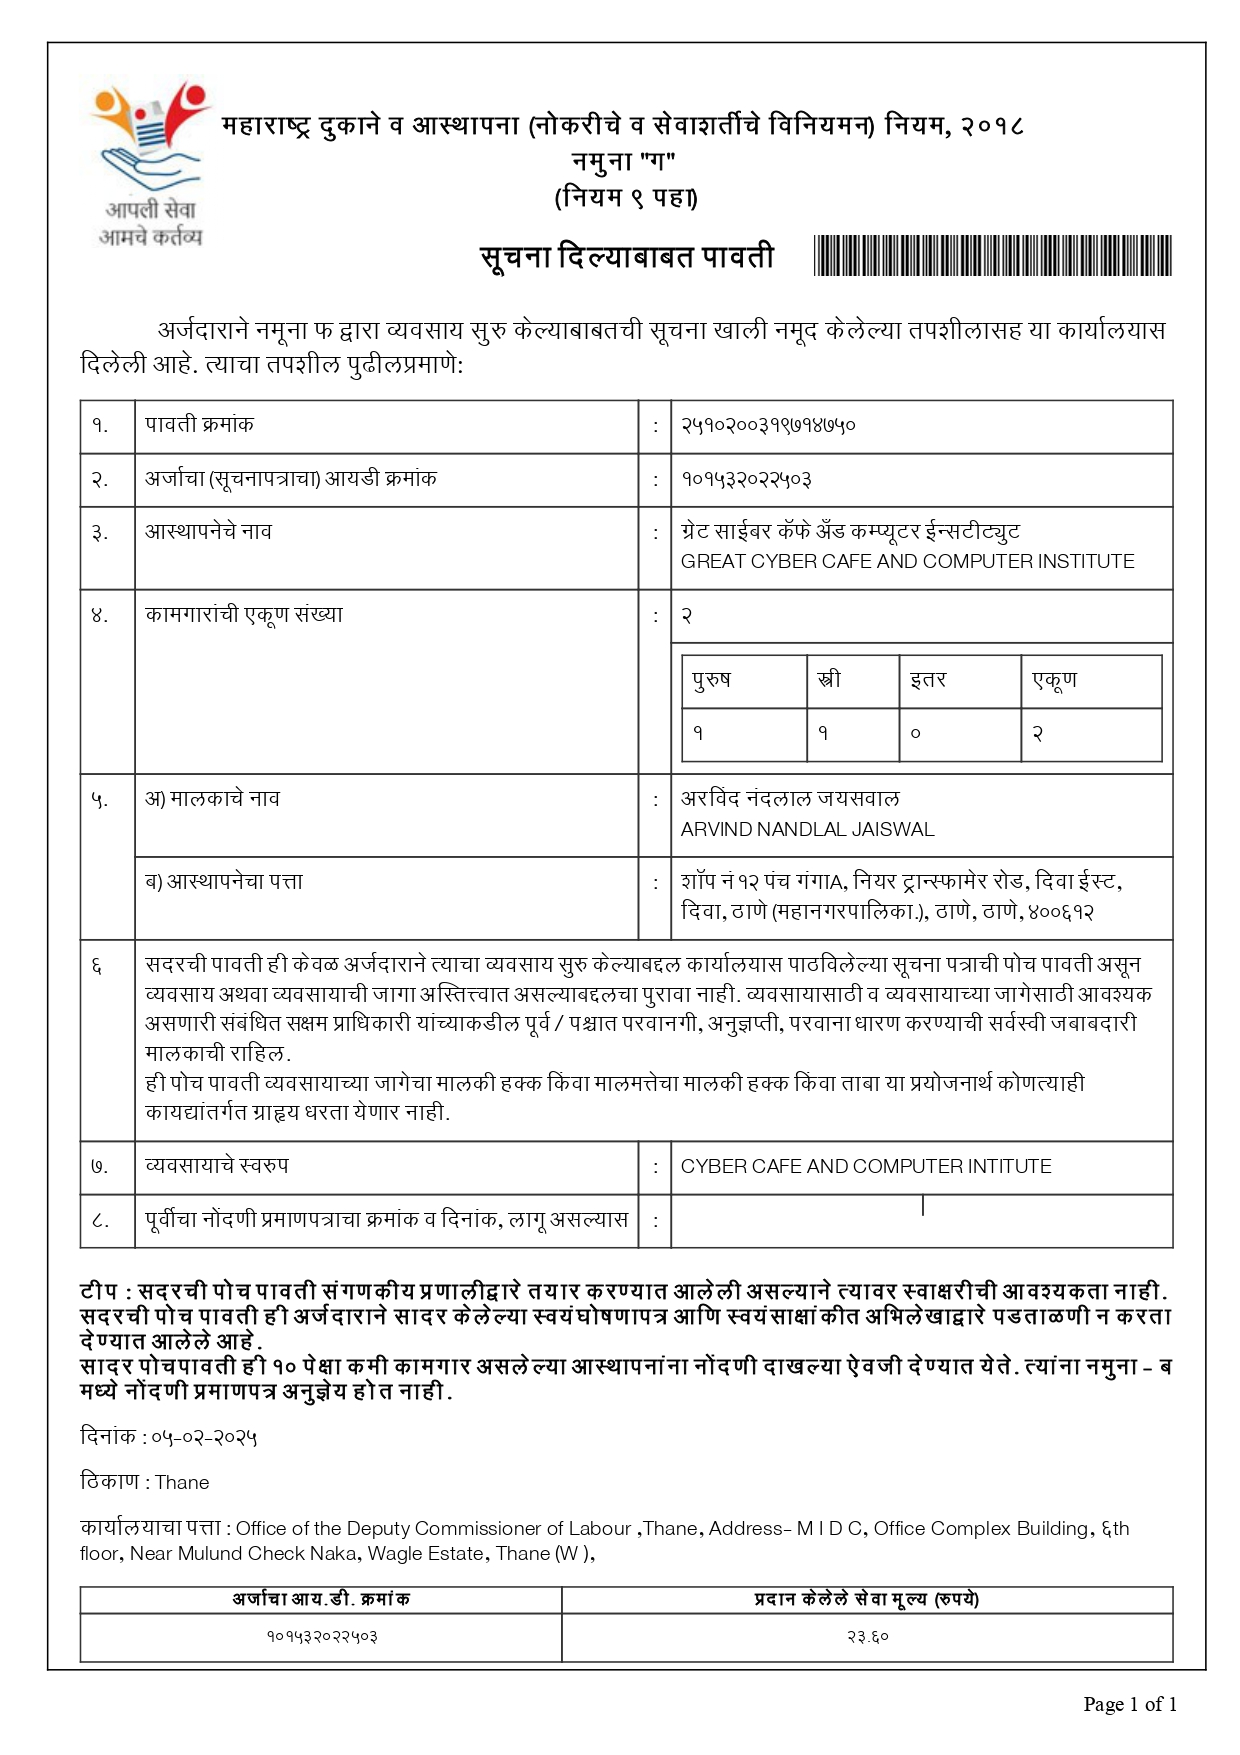 महाराष्ट्र दुकाने व आस्थापना (नोकरीचे व सेवाशर्तीचे विनियमन) नियम, २०१८
नमुना "ग"
(नियम ९ पहा)
आपली सेवा
आमचे कर्तव्य
सूचना दिल्याबाबत पावती
अर्जदाराने नमूना फ द्वारा व्यवसाय सुरु केल्याबाबतची सूचना खाली नमूद केलेल्या तपशीलासह या कार्यालयास
दिलेली आहे. त्याचा तपशील पुढीलप्रमाणे:
१. पावती क्रमांक : २५१०२००३१९७१४७५०
२. अर्जाचा (सूचनापत्राचा) आयडी क्रमांक : १०१५३२०२२५०३
३. आस्थापनेचे नाव : ग्रेट साईबर कॅफे अँड कम्प्यूटर ईन्सटीट्युट
GREAT CYBER CAFE AND COMPUTER INSTITUTE
४. कामगारांची एकूण संख्या : २
पुरुष स्त्री इतर एकूण
१ १ ० २
५. अ) मालकाचे नाव : अरविंद नंदलाल जयसवाल
ARVIND NANDLAL JAISWAL
ब) आस्थापनेचा पत्ता : शॉप नं १२ पंच गंगाA, नियर ट्रान्स्फामेर रोड, दिवा ईस्ट,
दिवा, ठाणे (महानगरपालिका.), ठाणे, ठाणे, ४००६१२
६ सदरची पावती ही केवळ अर्जदाराने त्याचा व्यवसाय सुरु केल्याबद्दल कार्यालयास पाठविलेल्या सूचना पत्राची पोच पावती असून
व्यवसाय अथवा व्यवसायाची जागा अस्तित्त्वात असल्याबद्दलचा पुरावा नाही. व्यवसायासाठी व व्यवसायाच्या जागेसाठी आवश्यक
असणारी संबंधित सक्षम प्राधिकारी यांच्याकडील पूर्व / पश्चात परवानगी, अनुज्ञप्ती, परवाना धारण करण्याची सर्वस्वी जबाबदारी
मालकाची राहिल.
ही पोच पावती व्यवसायाच्या जागेचा मालकी हक्क किंवा मालमत्तेचा मालकी हक्क किंवा ताबा या प्रयोजनार्थ कोणत्याही
कायद्यांतर्गत ग्राहृय धरता येणार नाही.
७. व्यवसायाचे स्वरुप : CYBER CAFE AND COMPUTER INTITUTE
८. पूर्वीचा नोंदणी प्रमाणपत्राचा क्रमांक व दिनांक, लागू असल्यास :
टीप : सदरची पोच पावती संगणकीय प्रणालीद्वारे तयार करण्यात आलेली असल्याने त्यावर स्वाक्षरीची आवश्यकता नाही.
सदरची पोच पावती ही अर्जदाराने सादर केलेल्या स्वयंघोषणापत्र आणि स्वयंसाक्षांकीत अभिलेखाद्वारे पडताळणी न करता
देण्यात आलेले आहे.
सादर पोचपावती ही १० पेक्षा कमी कामगार असलेल्या आस्थापनांना नोंदणी दाखल्या ऐवजी देण्यात येते. त्यांना नमुना - ब
मध्ये नोंदणी प्रमाणपत्र अनुज्ञेय होत नाही.
दिनांक : ०५-०२-२०२५
ठिकाण : Thane
कार्यालयाचा पत्ता : Office of the Deputy Commissioner of Labour ,Thane, Address- M I D C, Office Complex Building, ६th
floor, Near Mulund Check Naka, Wagle Estate, Thane (W ),
अर्जाचा आय.डी. क्रमांक प्रदान केलेले सेवा मूल्य (रुपये)
१०१५३२०२२५०३ २३.६०
Page 1 of 1